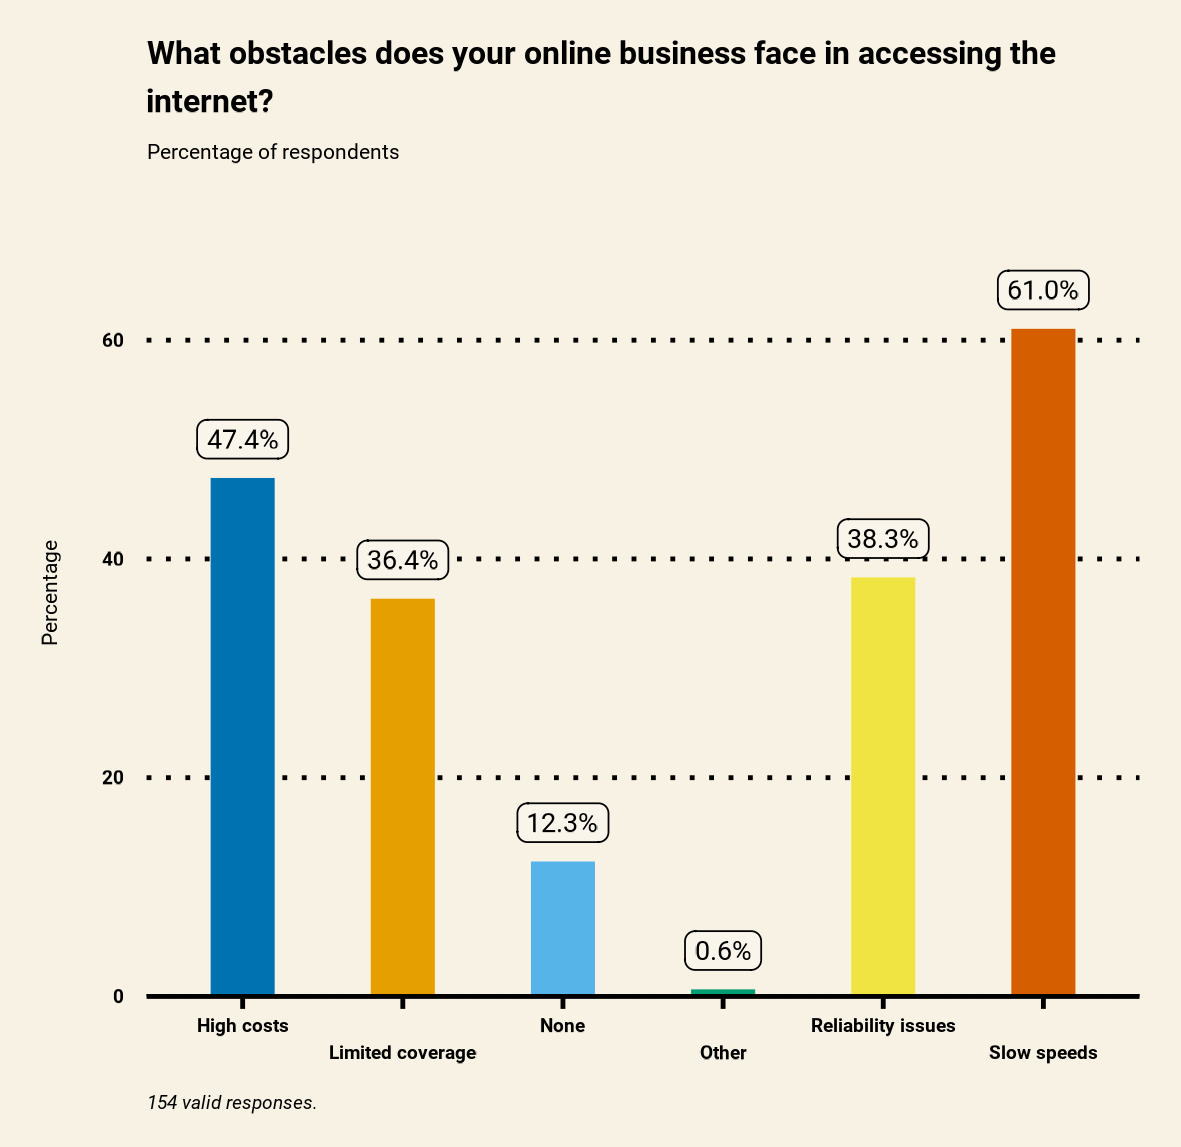 What obstacles does your online business face in accessing the
internet?
Percentage of respondents
61.0%
60
47.4%
38.3%
40
36.4%
Percentage
20
12.3%
0.6%
0
High costs
None
Reliability issues
Limited coverage
Other
Slow speeds
154 valid responses.